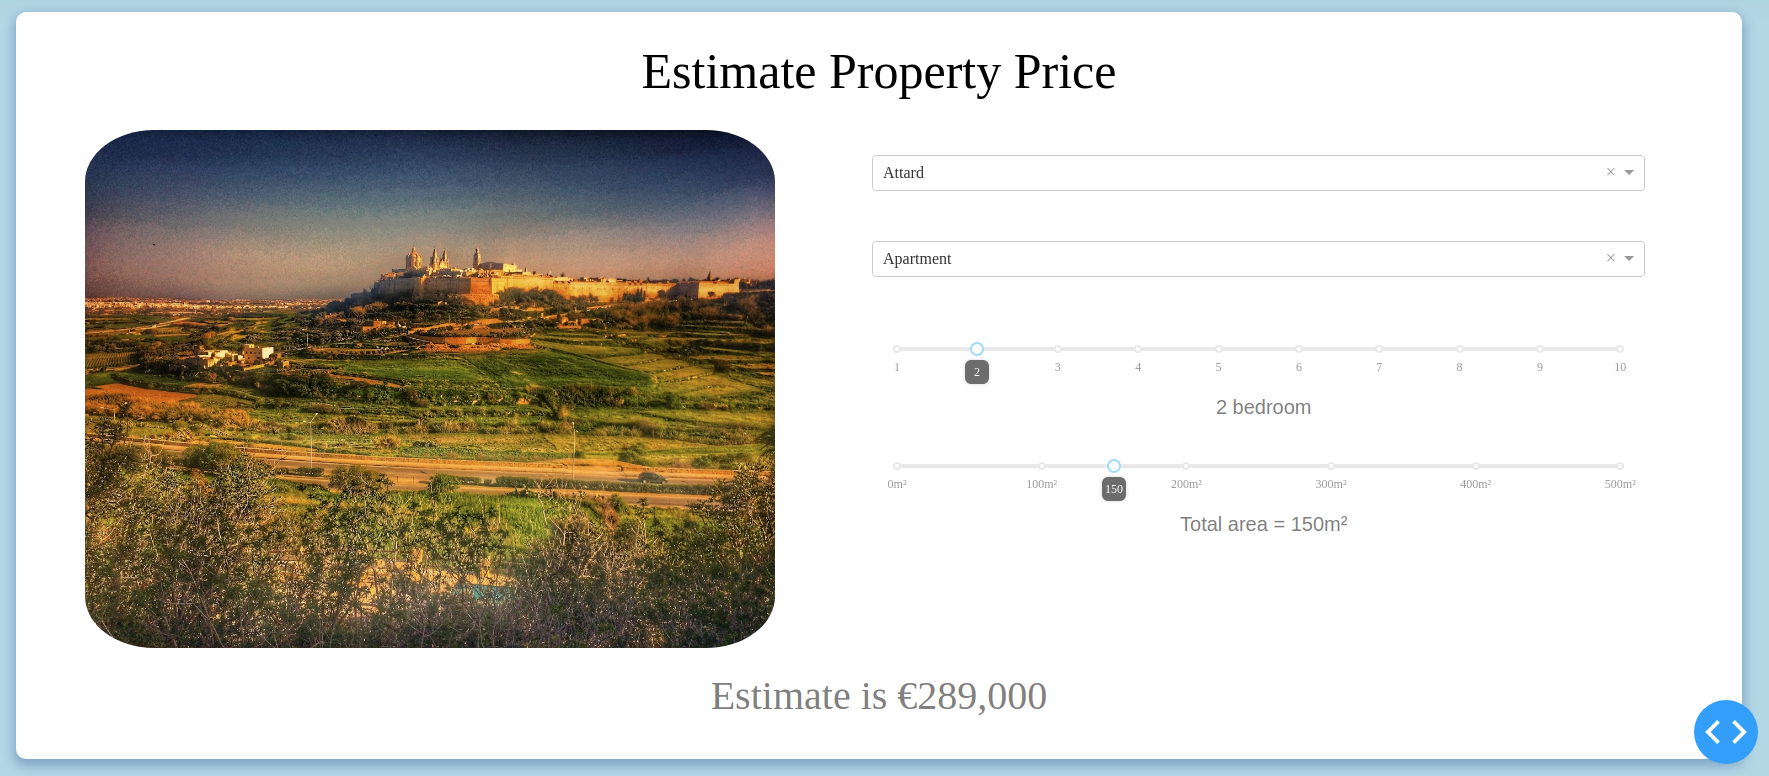 Estimate Property Price
Attard
Apartment
1 2 3 4 5 6 7 8 9 10
2 bedroom
0m² 100m² 150 200m² 300m² 400m² 500m²
Total area = 150m²
Estimate is €289,000